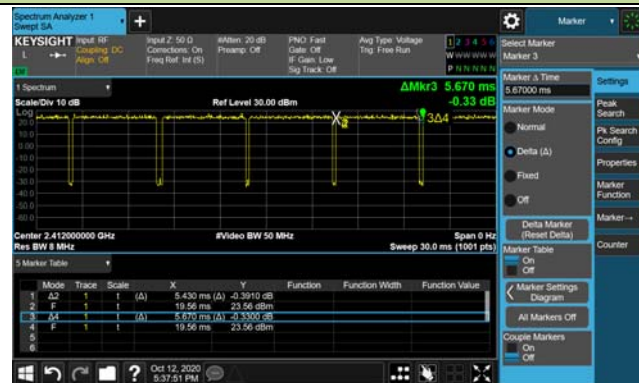 Spectrum Analyzer 1
Swept SA
+
Marker
KEYSIGHT Input: RF Input Z: 50 Ω #Atten: 20 dB PNO: Fast Avg Type: Voltage 1 2 3 4 5 6
L Coupling: DC Corrections: On Preamp: Off Gate: Off Trig: Free Run W W W W W W
Align: Off Freq Ref: Int (S) IF Gain: Low P N N N N N
Sig Track: Off
Select Marker
Marker 3
1 Spectrum
ΔMkr3 5.670 ms
Scale/Div 10 dB Ref Level 30.00 dBm -0.33 dB
Log
20.0
10.0
0.00
-10.0
-20.0
-30.0
-40.0
-50.0
-60.0
3Δ4
Center 2.412000000 GHz #Video BW 50 MHz Span 0 Hz
Res BW 8 MHz Sweep 30.0 ms (1001 pts)
5 Marker Table
Mode Trace Scale X Y Function Function Width Function Value
1 Δ2 1 t (Δ) 5.430 ms (Δ) -0.3910 dB
2 F 1 t 19.56 ms 23.56 dBm
3 Δ4 1 t (Δ) 5.670 ms (Δ) -0.3300 dB
4 F 1 t 19.56 ms 23.56 dBm
5
6
Marker Δ Time
5.67000 ms
Marker Mode
Normal
Delta (Δ)
Fixed
Off
Delta Marker
(Reset Delta)
Marker Table
On
Off
Marker Settings
Diagram
All Markers Off
Couple Markers
On
Off
Settings
Peak
Search
Pk Search
Config
Properties
Marker
Function
Marker→
Counter
?
Oct 12, 2020
5:37:51 PM